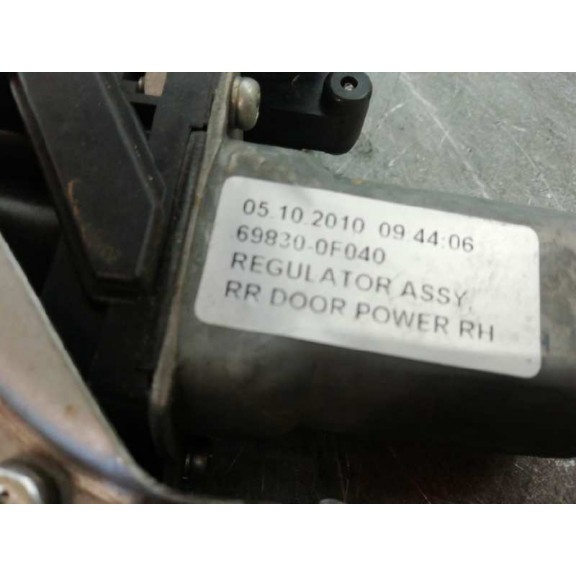 05.10.2010 09.44:06
69830-0F040
REGULATOR ASSY,
RR DOOR POWER RH